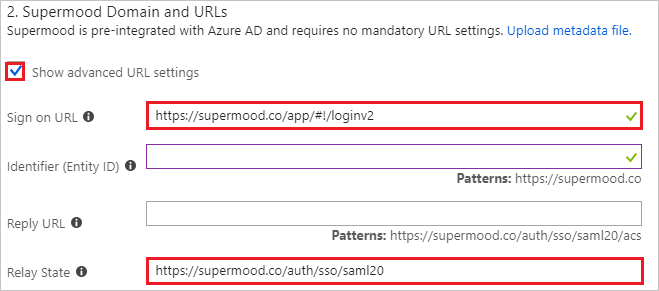 2. Supermood Domain and URLs
Supermood is pre-integrated with Azure AD and requires no mandatory URL settings. Upload metadata file.
Show advanced URL settings
Sign on URL
https://supermood.co/app/#!/loginv2
Identifier (Entity ID)
Patterns: https://supermood.co
Reply URL
Patterns: https://supermood.co/auth/sso/saml20/acs
Relay State
https://supermood.co/auth/sso/saml20